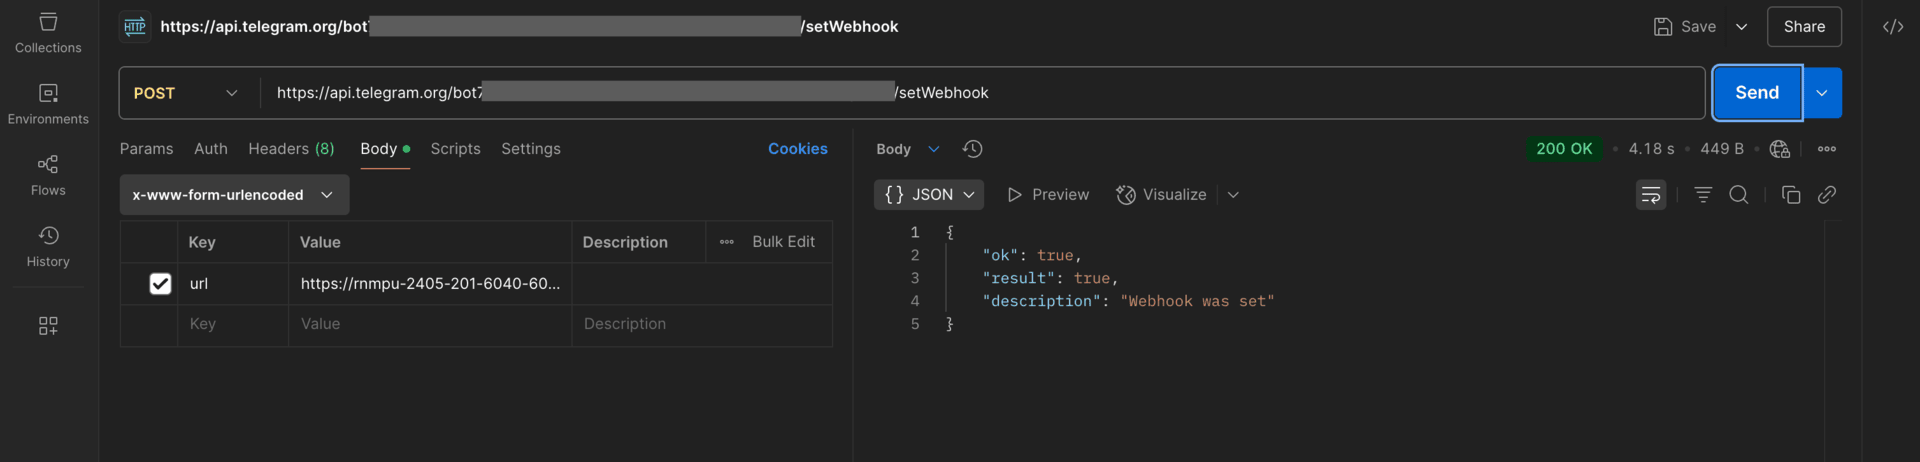 Collections
Environments
Flows
History
HTTP https://api.telegram.org/bot /setWebhook
Save
Share
</>
POST https://api.telegram.org/bot7 /setWebhook
Send
Params Auth Headers (8) Body Scripts Settings Cookies
x-www-form-urlencoded
Key Value Description Bulk Edit
url https://rnmpu-2405-201-6040-60...
Key Value Description
Body 200 OK 4.18 s 449 B
{} JSON Preview Visualize
1 {
2 "ok": true,
3 "result": true,
4 "description": "Webhook was set"
5 }